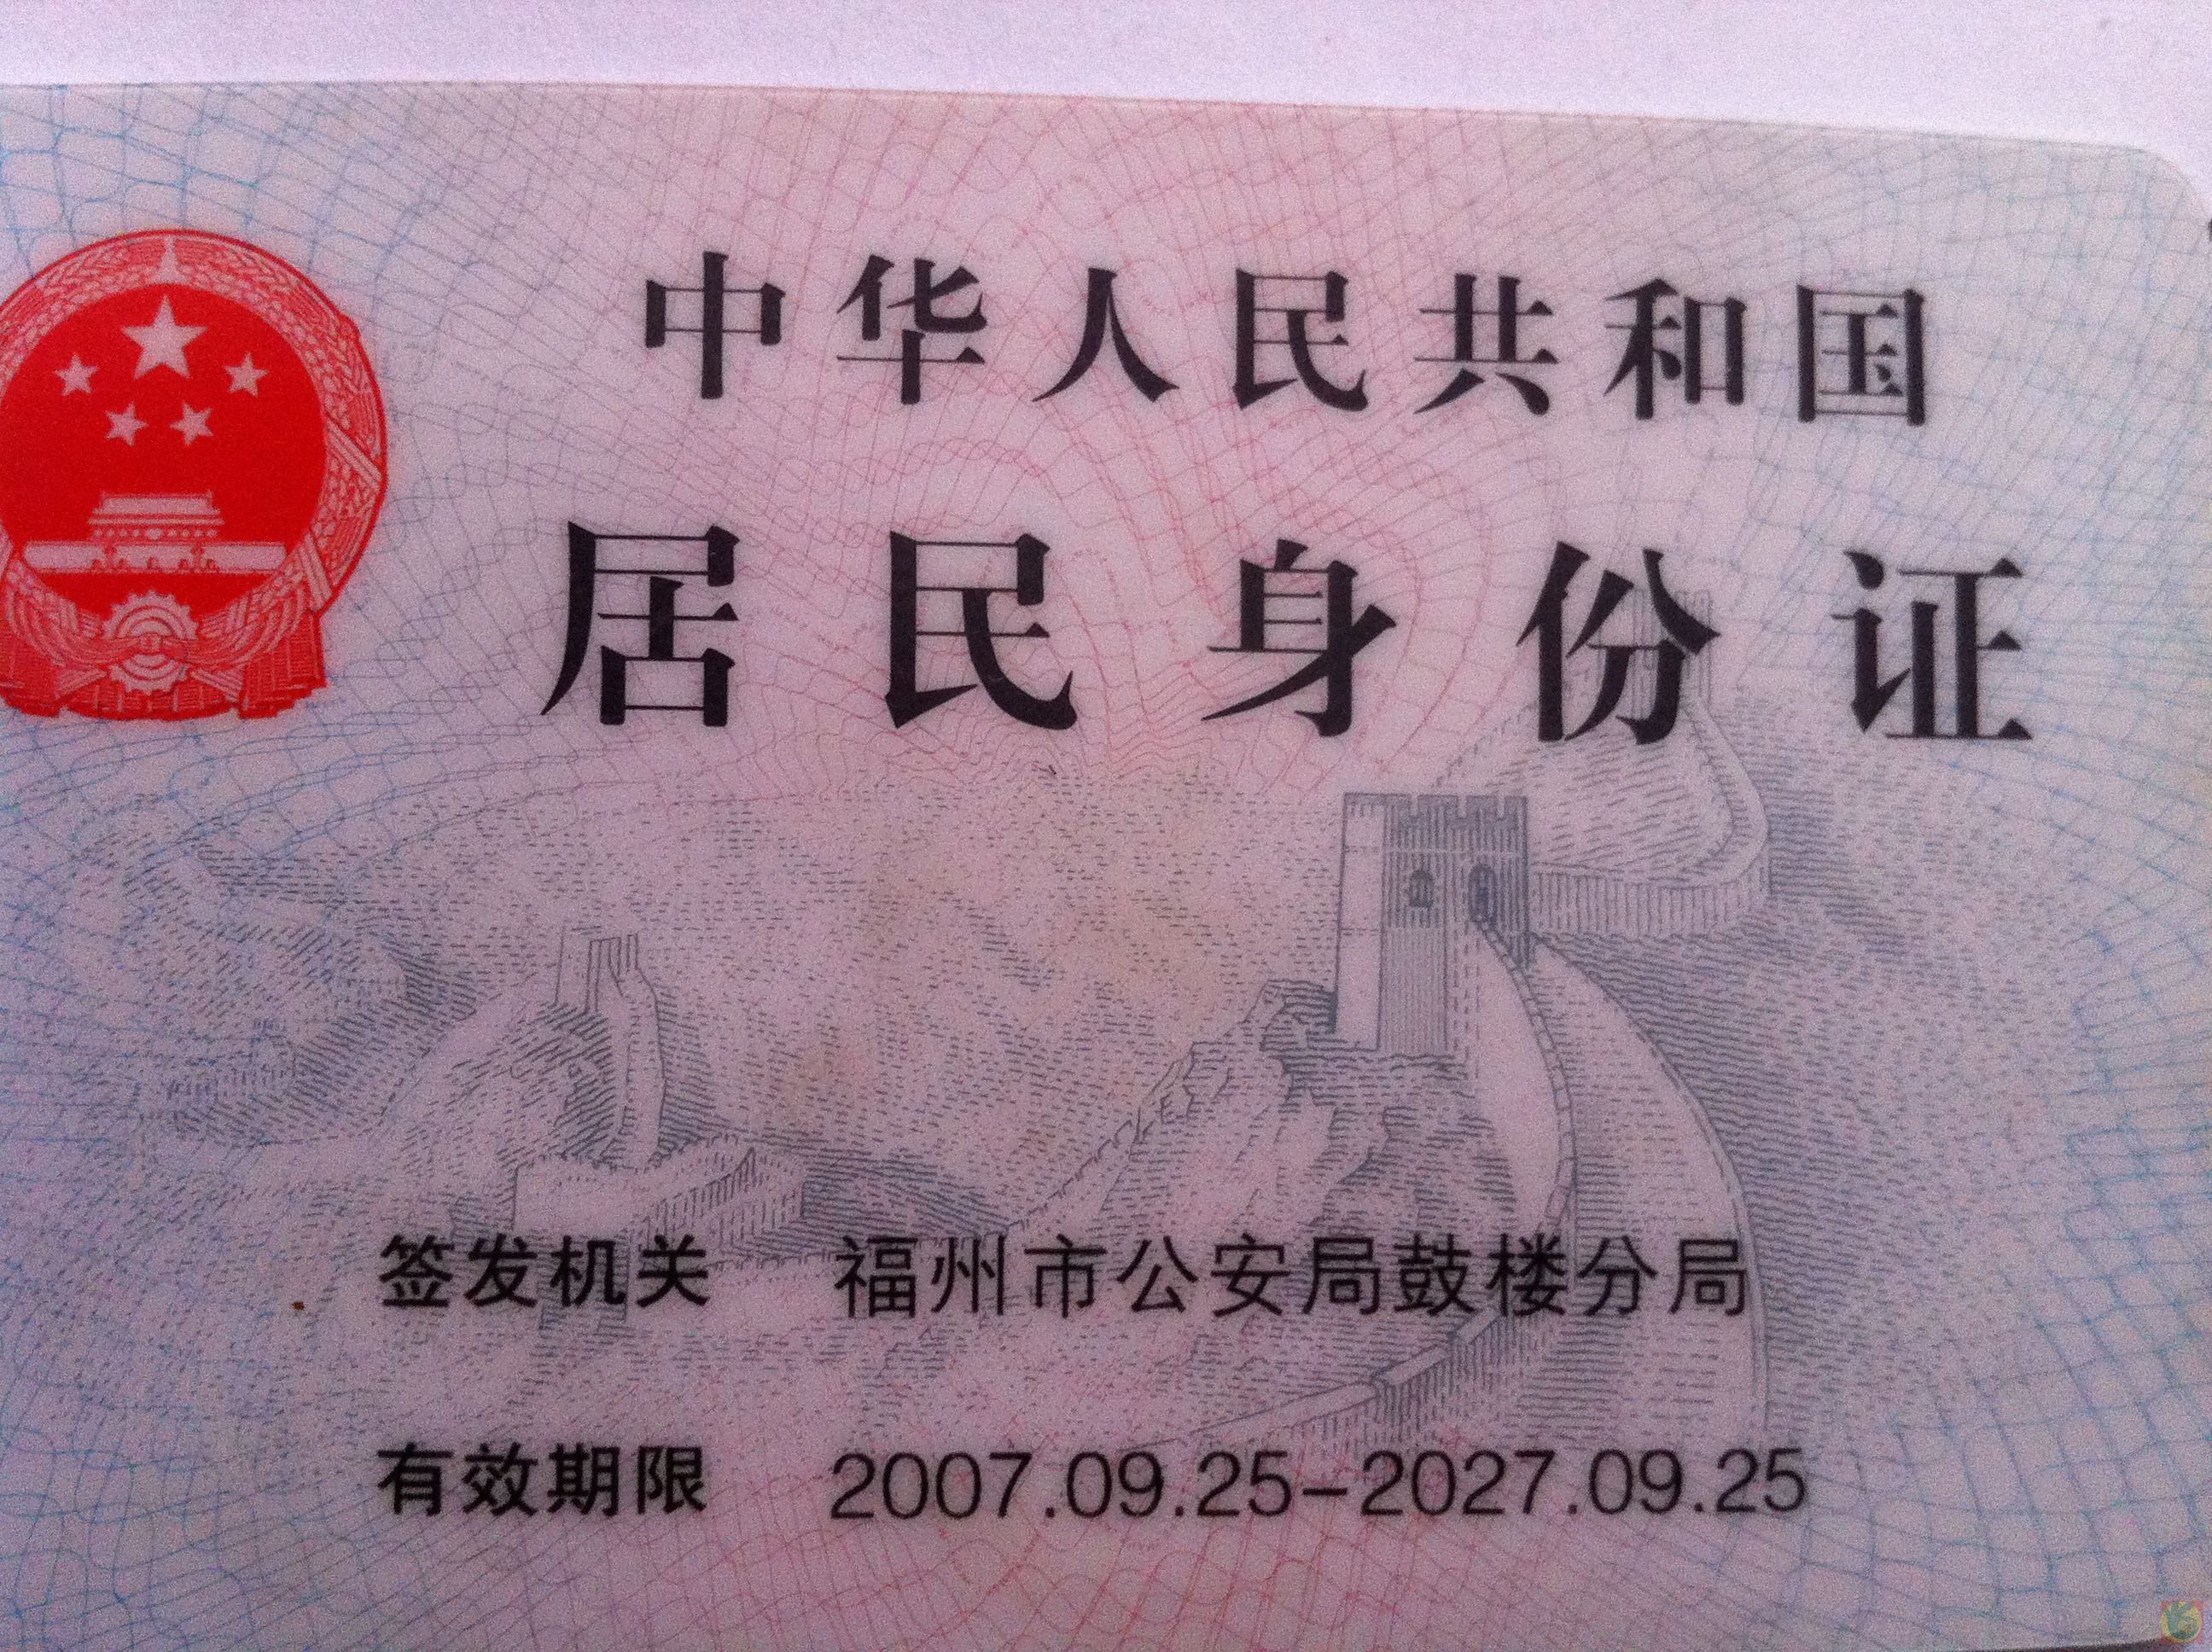 中华人民共和国
居民身份证
签发机关 福州市公安局鼓楼分局
有效期限 2007.09.25-2027.09.25